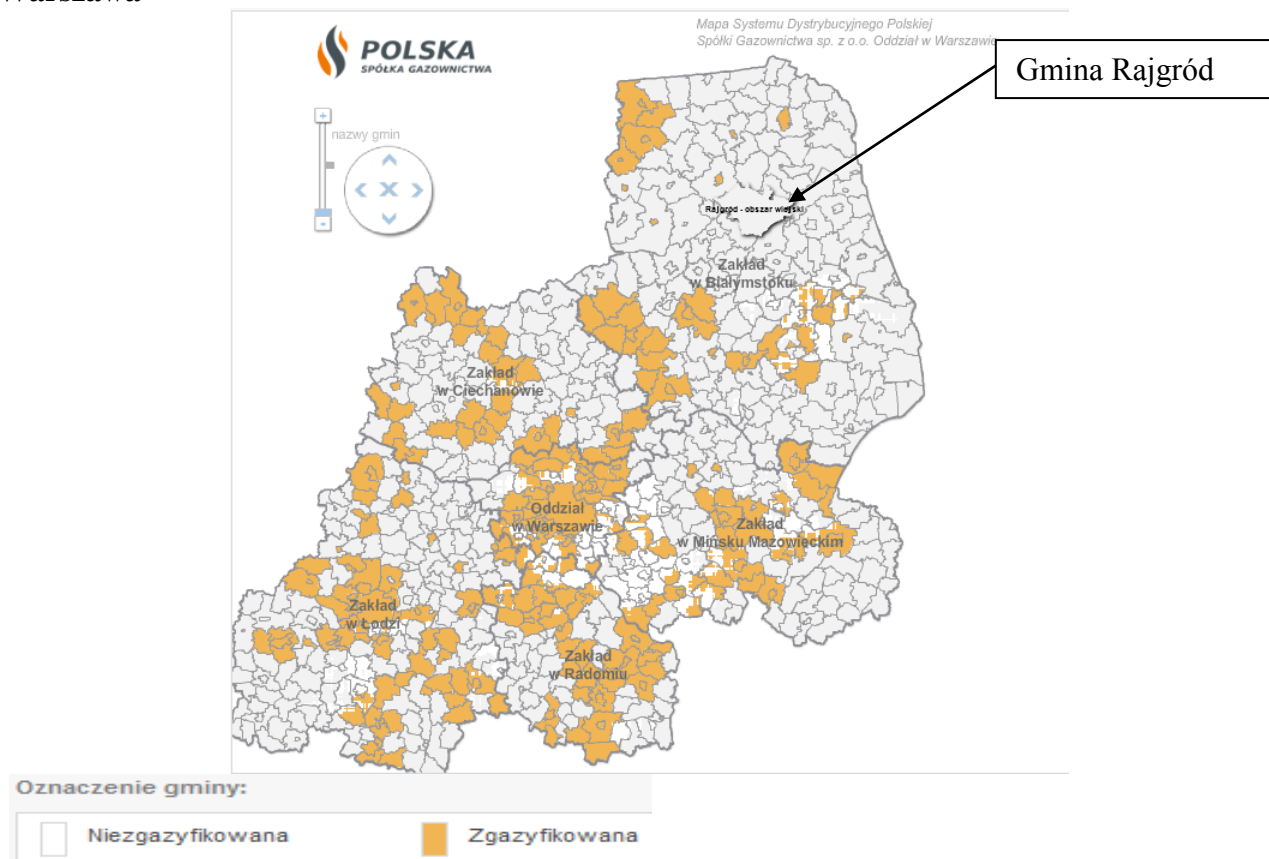 Mapa Systemu Dystrybucyjnego Polskiej
Spółki Gazownictwa sp. z o.o. Oddział w Warszawie
POLSKA
SPÓŁKA GAZOWNICTWA
Gmina Rajgród
+
nazwy gmin
-
Rajgród - obszar wiejski
Zakład
w Białymstoku
Zakład
w Ciechanowie
Oddział
w Warszawie
Zakład
w Mińsku Mazowieckim
Zakład
w Łodzi
Zakład
w Radomiu
Oznaczenie gminy:
Niezgazyfikowana
Zgazyfikowana